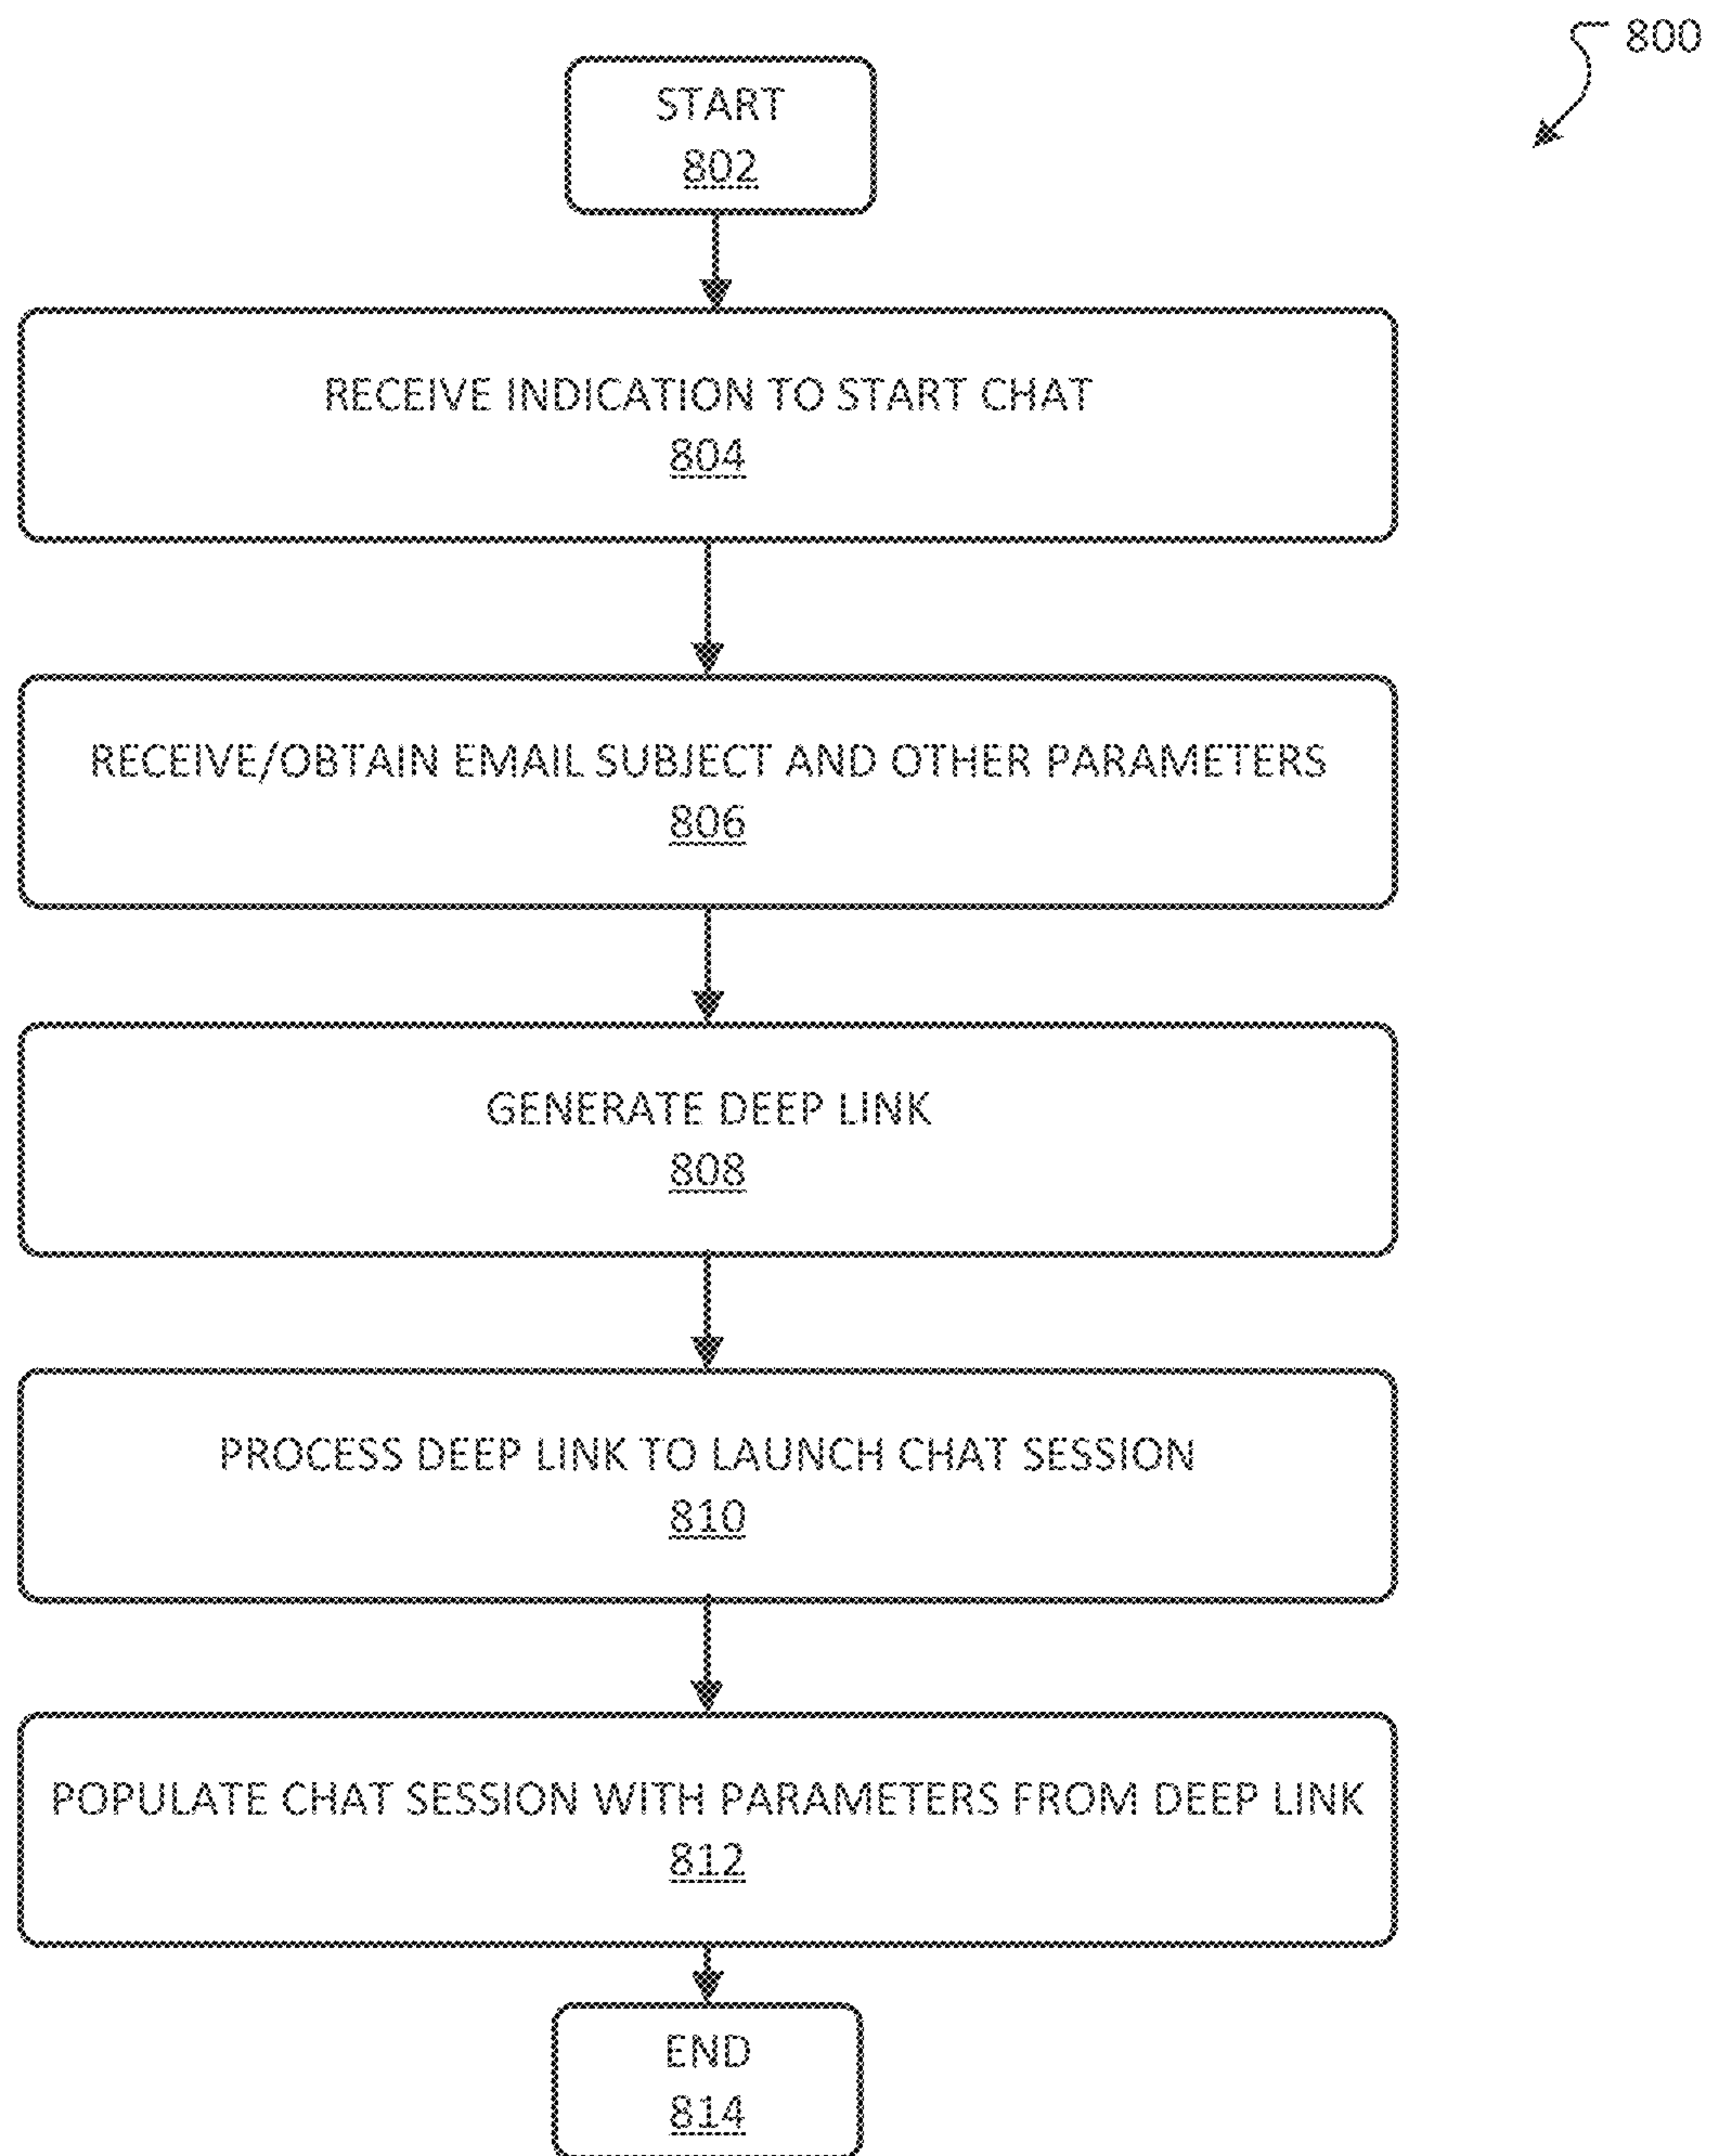 800
START
802
RECEIVE INDICATION TO START CHAT
804
RECEIVE/OBTAIN EMAIL SUBJECT AND OTHER PARAMETERS
806
GENERATE DEEP LINK
808
PROCESS DEEP LINK TO LAUNCH CHAT SESSION
810
POPULATE CHAT SESSION WITH PARAMETERS FROM DEEP LINK
812
END
814